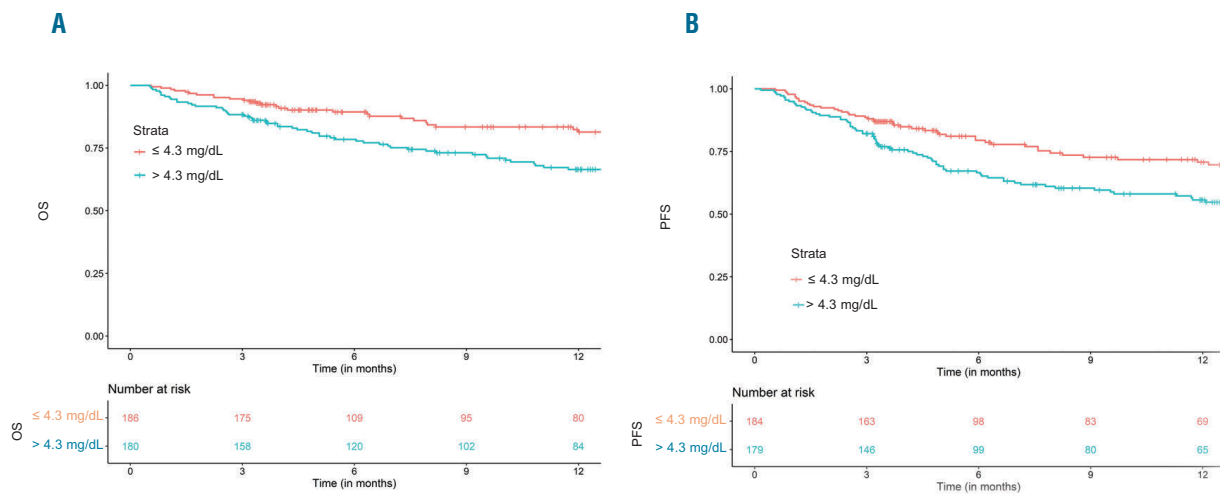 A
1.00
0.75
0.50
0.25
0.00
OS
Strata
≤ 4.3 mg/dL
> 4.3 mg/dL
0 3 6 9 12
Time (in months)
Number at risk
OS
≤ 4.3 mg/dL 186 175 109 95 80
> 4.3 mg/dL 180 158 120 102 84
0 3 6 9 12
Time (in months)
B
1.00
0.75
0.50
0.25
0.00
PFS
Strata
≤ 4.3 mg/dL
> 4.3 mg/dL
0 3 6 9 12
Time (in months)
Number at risk
PFS
≤ 4.3 mg/dL 184 163 98 83 69
> 4.3 mg/dL 179 146 99 80 65
0 3 6 9 12
Time (in months)